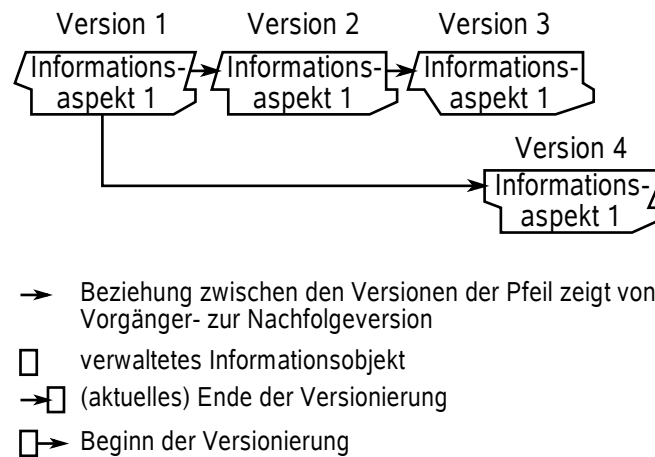 Version 1 Version 2 Version 3
Informations- Informations- Informations-
aspekt 1 aspekt 1 aspekt 1
Version 4
Informations-
aspekt 1
Beziehung zwischen den Versionen der Pfeil zeigt von
Vorgänger- zur Nachfolgeversion
verwaltetes Informationsobjekt
(aktuelles) Ende der Versionierung
Beginn der Versionierung